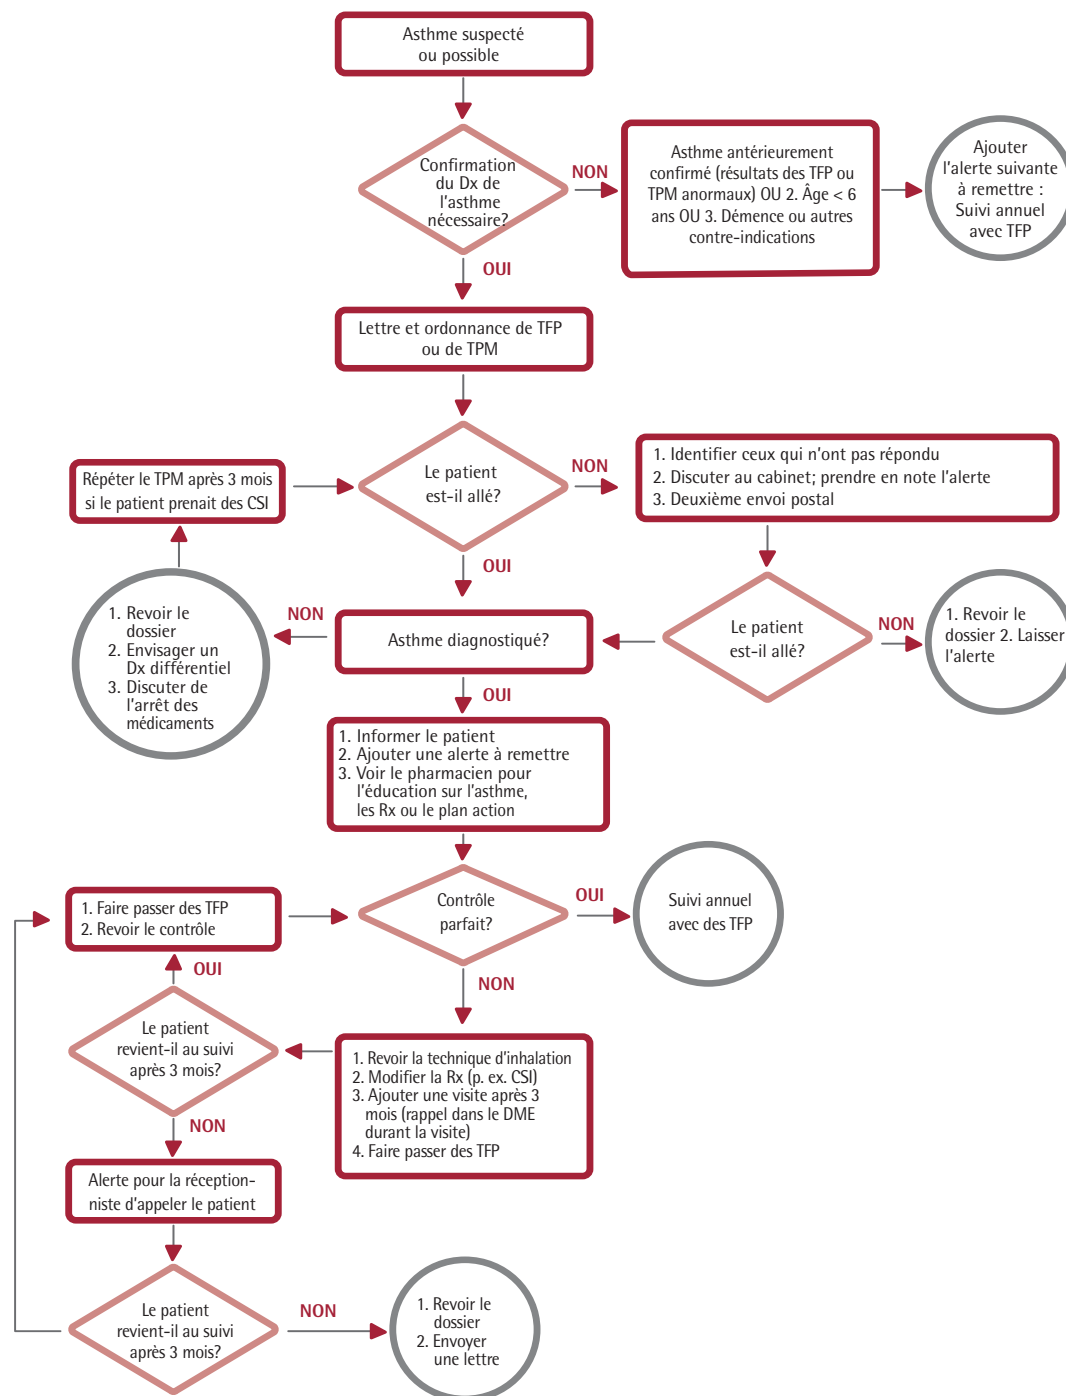 Asthme suspecté
ou possible
Confirmation
du Dx de
l'asthme
nécessaire?
NON
Asthme antérieurement
confirmé (résultats des TFP ou
TPM anormaux) OU 2. Âge < 6
ans OU 3. Démence ou autres
contre-indications
Ajouter
l'alerte suivante
à remettre :
Suivi annuel
avec TFP
OUI
Lettre et ordonnance de TFP
ou de TPM
Répéter le TPM après 3 mois
si le patient prenait des CSI
Le patient
est-il allé?
NON
1. Identifier ceux qui n'ont pas répondu
2. Discuter au cabinet; prendre en note l'alerte
3. Deuxième envoi postal
OUI
1. Revoir le
dossier
2. Envisager un
Dx différentiel
3. Discuter de
l'arrêt des
médicaments
NON
Asthme diagnostiqué?
Le patient
est-il allé?
NON
1. Revoir le
dossier 2. Laisser
l'alerte
OUI
1. Informer le patient
2. Ajouter une alerte à remettre
3. Voir le pharmacien pour
l'éducation sur l'asthme,
les Rx ou le plan action
1. Faire passer des TFP
2. Revoir le contrôle
Contrôle
parfait?
OUI
Suivi annuel
avec des TFP
OUI
NON
Le patient
revient-il au suivi
après 3 mois?
1. Revoir la technique d'inhalation
2. Modifier la Rx (p. ex. CSI)
3. Ajouter une visite après 3
mois (rappel dans le DME
durant la visite)
4. Faire passer des TFP
NON
Alerte pour la réception-
niste d'appeler le patient
Le patient
revient-il au suivi
après 3 mois?
NON
1. Revoir le
dossier
2. Envoyer
une lettre